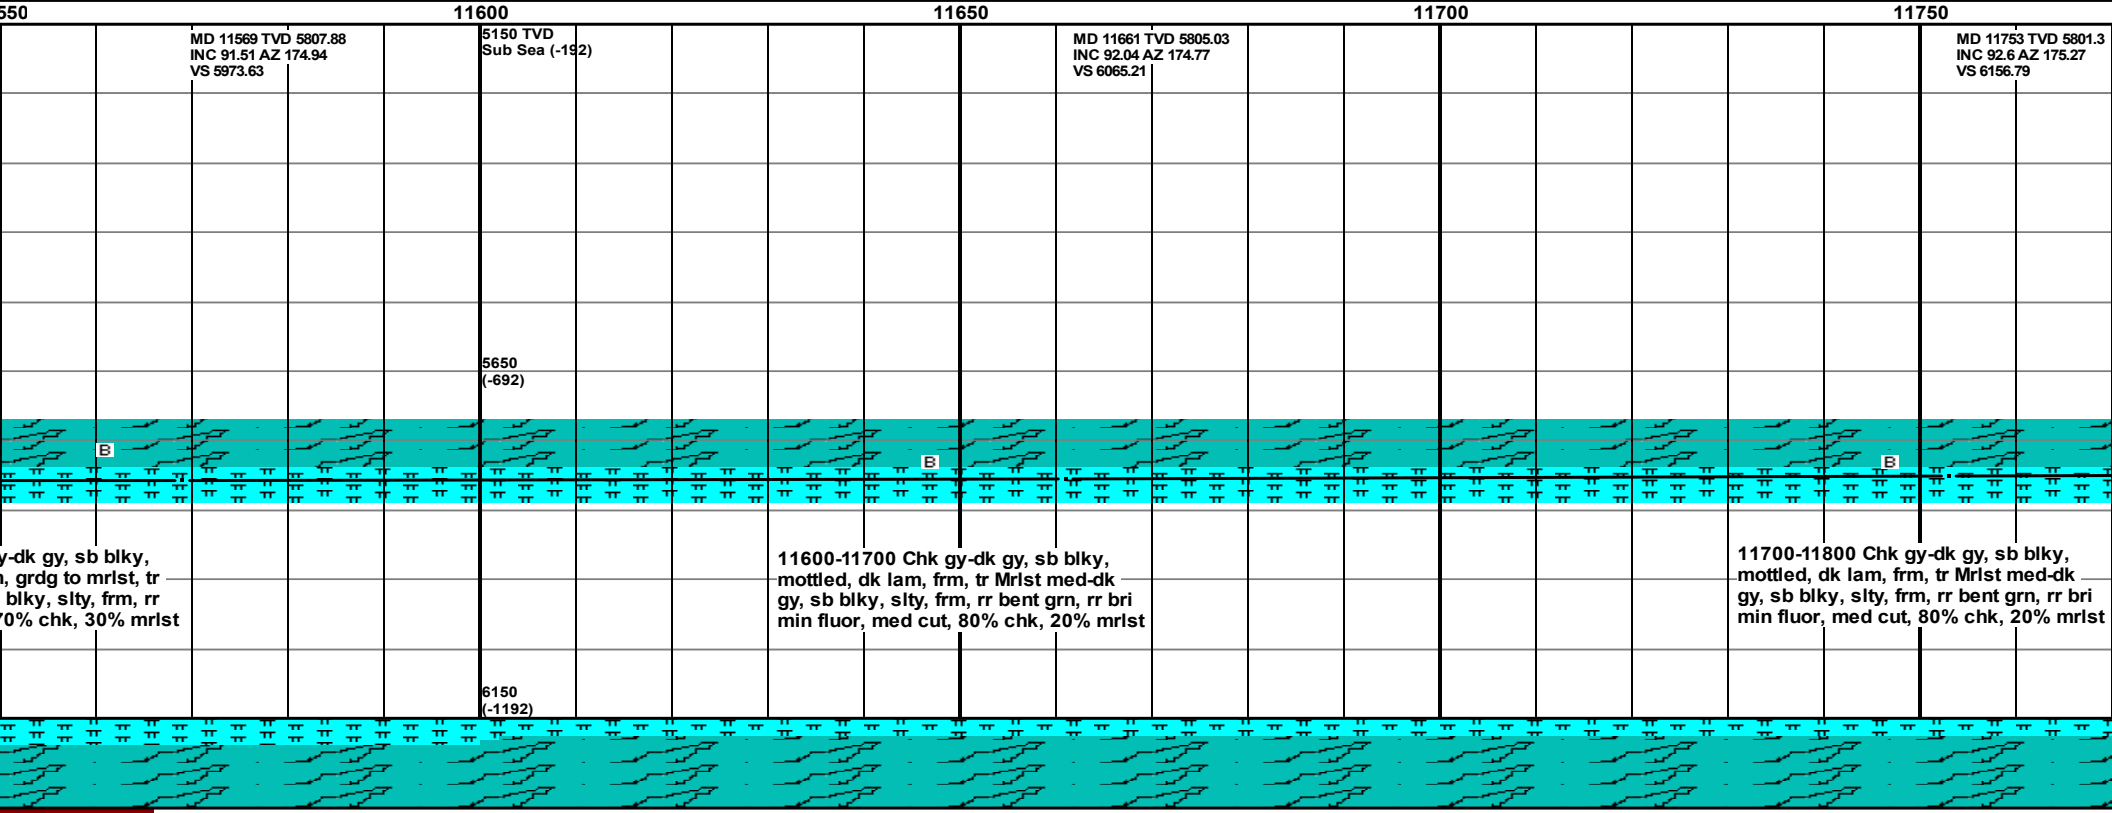 550 11600 11650 11700 11750
MD 11569 TVD 5807.88
INC 91.51 AZ 174.94
VS 5973.63
5150 TVD
Sub Sea (-192)
MD 11661 TVD 5805.03
INC 92.04 AZ 174.77
VS 6065.21
MD 11753 TVD 5801.3
INC 92.6 AZ 175.27
VS 6156.79
5650
(-692)
B
B
B
y-dk gy, sb blky,
, grdg to mrlst, tr
blky, slty, frm, rr
70% chk, 30% mrlst
11600-11700 Chk gy-dk gy, sb blky,
mottled, dk lam, frm, tr Mrlst med-dk
gy, sb blky, slty, frm, rr bent grn, rr bri
min fluor, med cut, 80% chk, 20% mrlst
11700-11800 Chk gy-dk gy, sb blky,
mottled, dk lam, frm, tr Mrlst med-dk
gy, sb blky, slty, frm, rr bent grn, rr bri
min fluor, med cut, 80% chk, 20% mrlst
6150
(-1192)